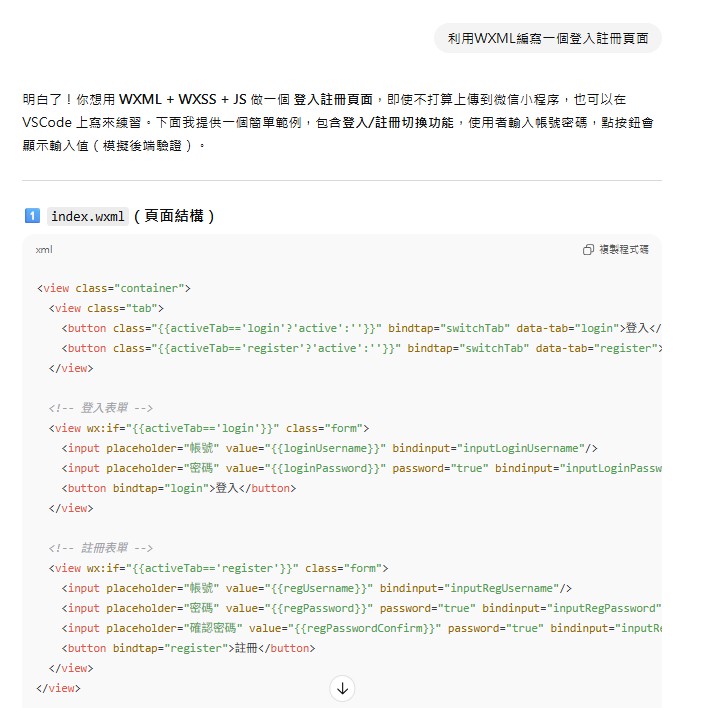 利用WXML編寫一個登入註冊頁面
明白了！你想用 WXML + WXSS + JS 做一個 登入註冊頁面，即使不打算上傳到微信小程序，也可以在
VSCode 上寫來練習。下面我提供一個簡單範例，包含登入/註冊切換功能，使用者輸入帳號密碼，點按鈕會
顯示輸入值（模擬後端驗證）。
1 index.wxml（頁面結構）
xml 複製程式碼
<view class="container">
  <view class="tab">
    <button class="{{activeTab=='login'?'active':''}}" bindtap="switchTab" data-tab="login">登入</
    <button class="{{activeTab=='register'?'active':''}}" bindtap="switchTab" data-tab="register">
  </view>
  <!-- 登入表單 -->
  <view wx:if="{{activeTab=='login'}}" class="form">
    <input placeholder="帳號" value="{{loginUsername}}" bindinput="inputLoginUsername"/>
    <input placeholder="密碼" value="{{loginPassword}}" password="true" bindinput="inputLoginPassw
    <button bindtap="login">登入</button>
  </view>
  <!-- 註冊表單 -->
  <view wx:if="{{activeTab=='register'}}" class="form">
    <input placeholder="帳號" value="{{regUsername}}" bindinput="inputRegUsername"/>
    <input placeholder="密碼" value="{{regPassword}}" password="true" bindinput="inputRegPassword"
    <input placeholder="確認密碼" value="{{regPasswordConfirm}}" password="true" bindinput="inputRe
    <button bindtap="register">註冊</button>
  </view>
</view>